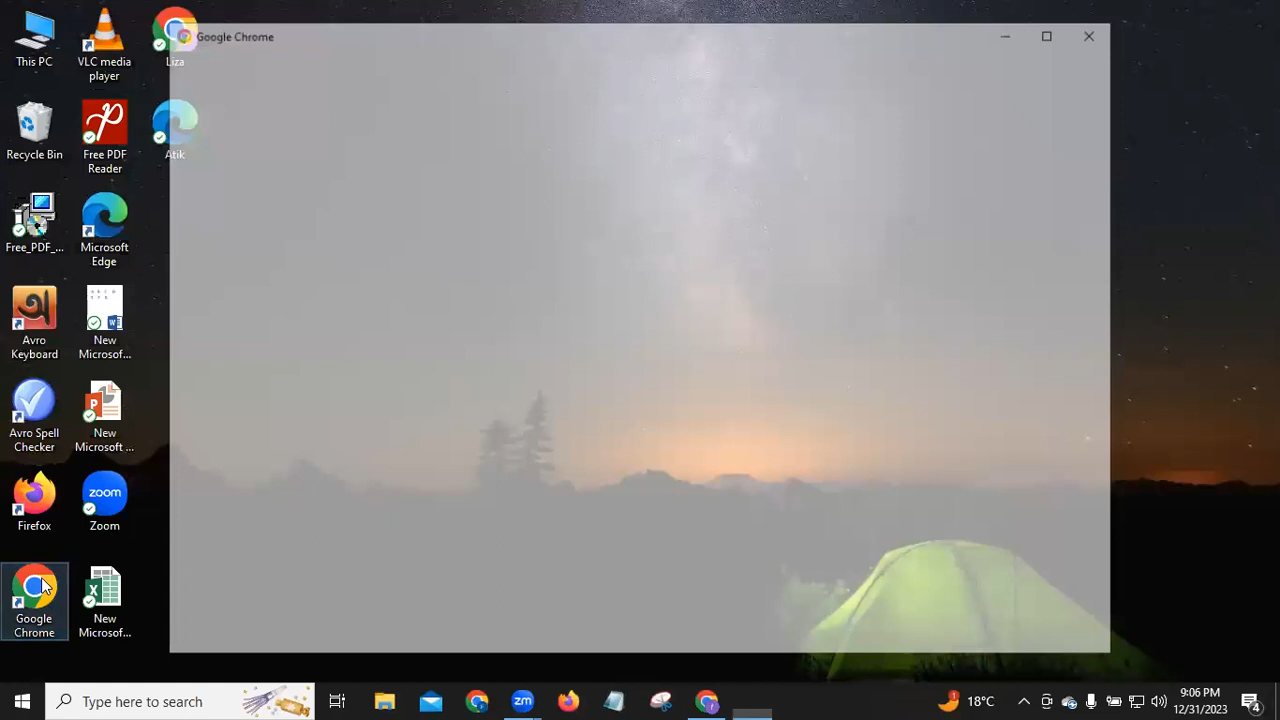 Google Chrome
This PC
VLC media
player
Liza
Recycle Bin
Free PDF
Reader
Atik
Free_PDF_...
Microsoft
Edge
Avro
Keyboard
New
Microsof...
Avro Spell
Checker
New
Microsoft ...
Firefox
zoom
Zoom
Google
Chrome
New
Microsof...
Type here to search
zm
18°C
9:06 PM
12/31/2023
4